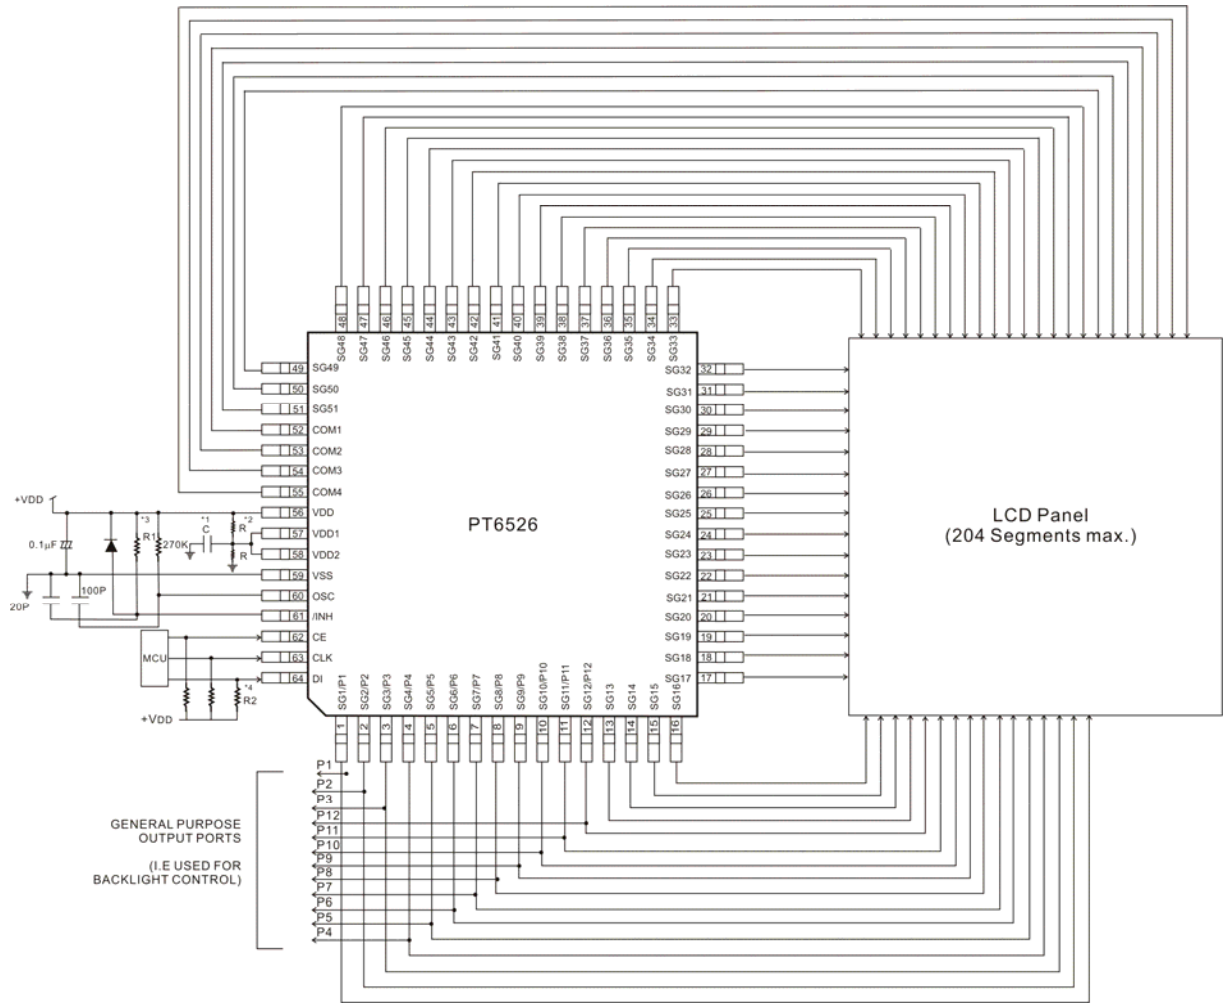 48
47
46
45
44
43
42
41
40
39
38
37
36
35
34
33
SG48
SG47
SG46
SG45
SG44
SG43
SG42
SG41
SG40
SG39
SG38
SG37
SG36
SG35
SG34
SG33
49 SG49
50 SG50
51 SG51
52 COM1
53 COM2
54 COM3
55 COM4
56 VDD
57 VDD1
58 VDD2
59 VSS
60 OSC
61 /INH
62 CE
63 CLK
64 DI
+VDD
0.1µF
*3
R1
270K
*1
C
*2
R
R
20P
100P
MCU
*4
R2
+VDD
PT6526
SG32 32
SG31 31
SG30 30
SG29 29
SG28 28
SG27 27
SG26 26
SG25 25
SG24 24
SG23 23
SG22 22
SG21 21
SG20 20
SG19 19
SG18 18
SG17 17
LCD Panel
(204 Segments max.)
SG1/P1
SG2/P2
SG3/P3
SG4/P4
SG5/P5
SG6/P6
SG7/P7
SG8/P8
SG9/P9
SG10/P10
SG11/P11
SG12/P12
SG13
SG14
SG15
SG16
1
2
3
4
5
6
7
8
9
10
11
12
13
14
15
16
P1
P2
P3
P12
P11
P10
P9
P8
P7
P6
P5
P4
GENERAL PURPOSE
OUTPUT PORTS
(I.E USED FOR
BACKLIGHT CONTROL)